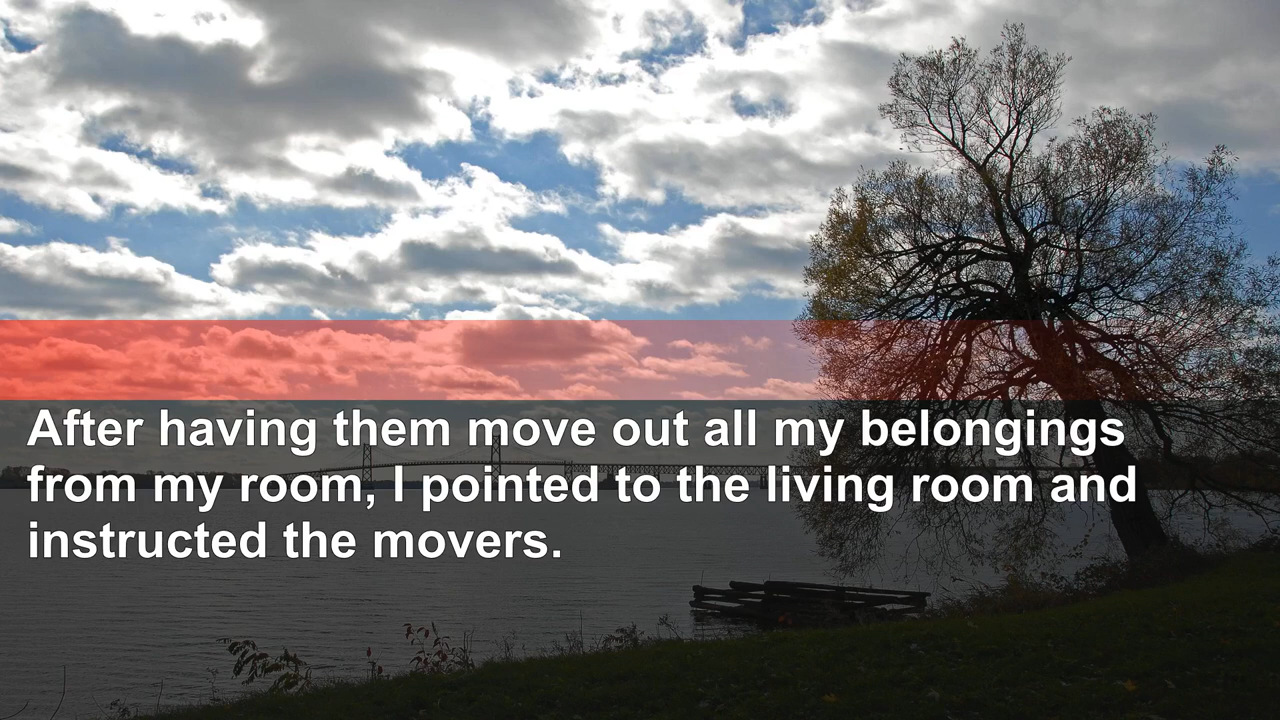 After having them move out all my belongings
from my room, I pointed to the living room and
instructed the movers.